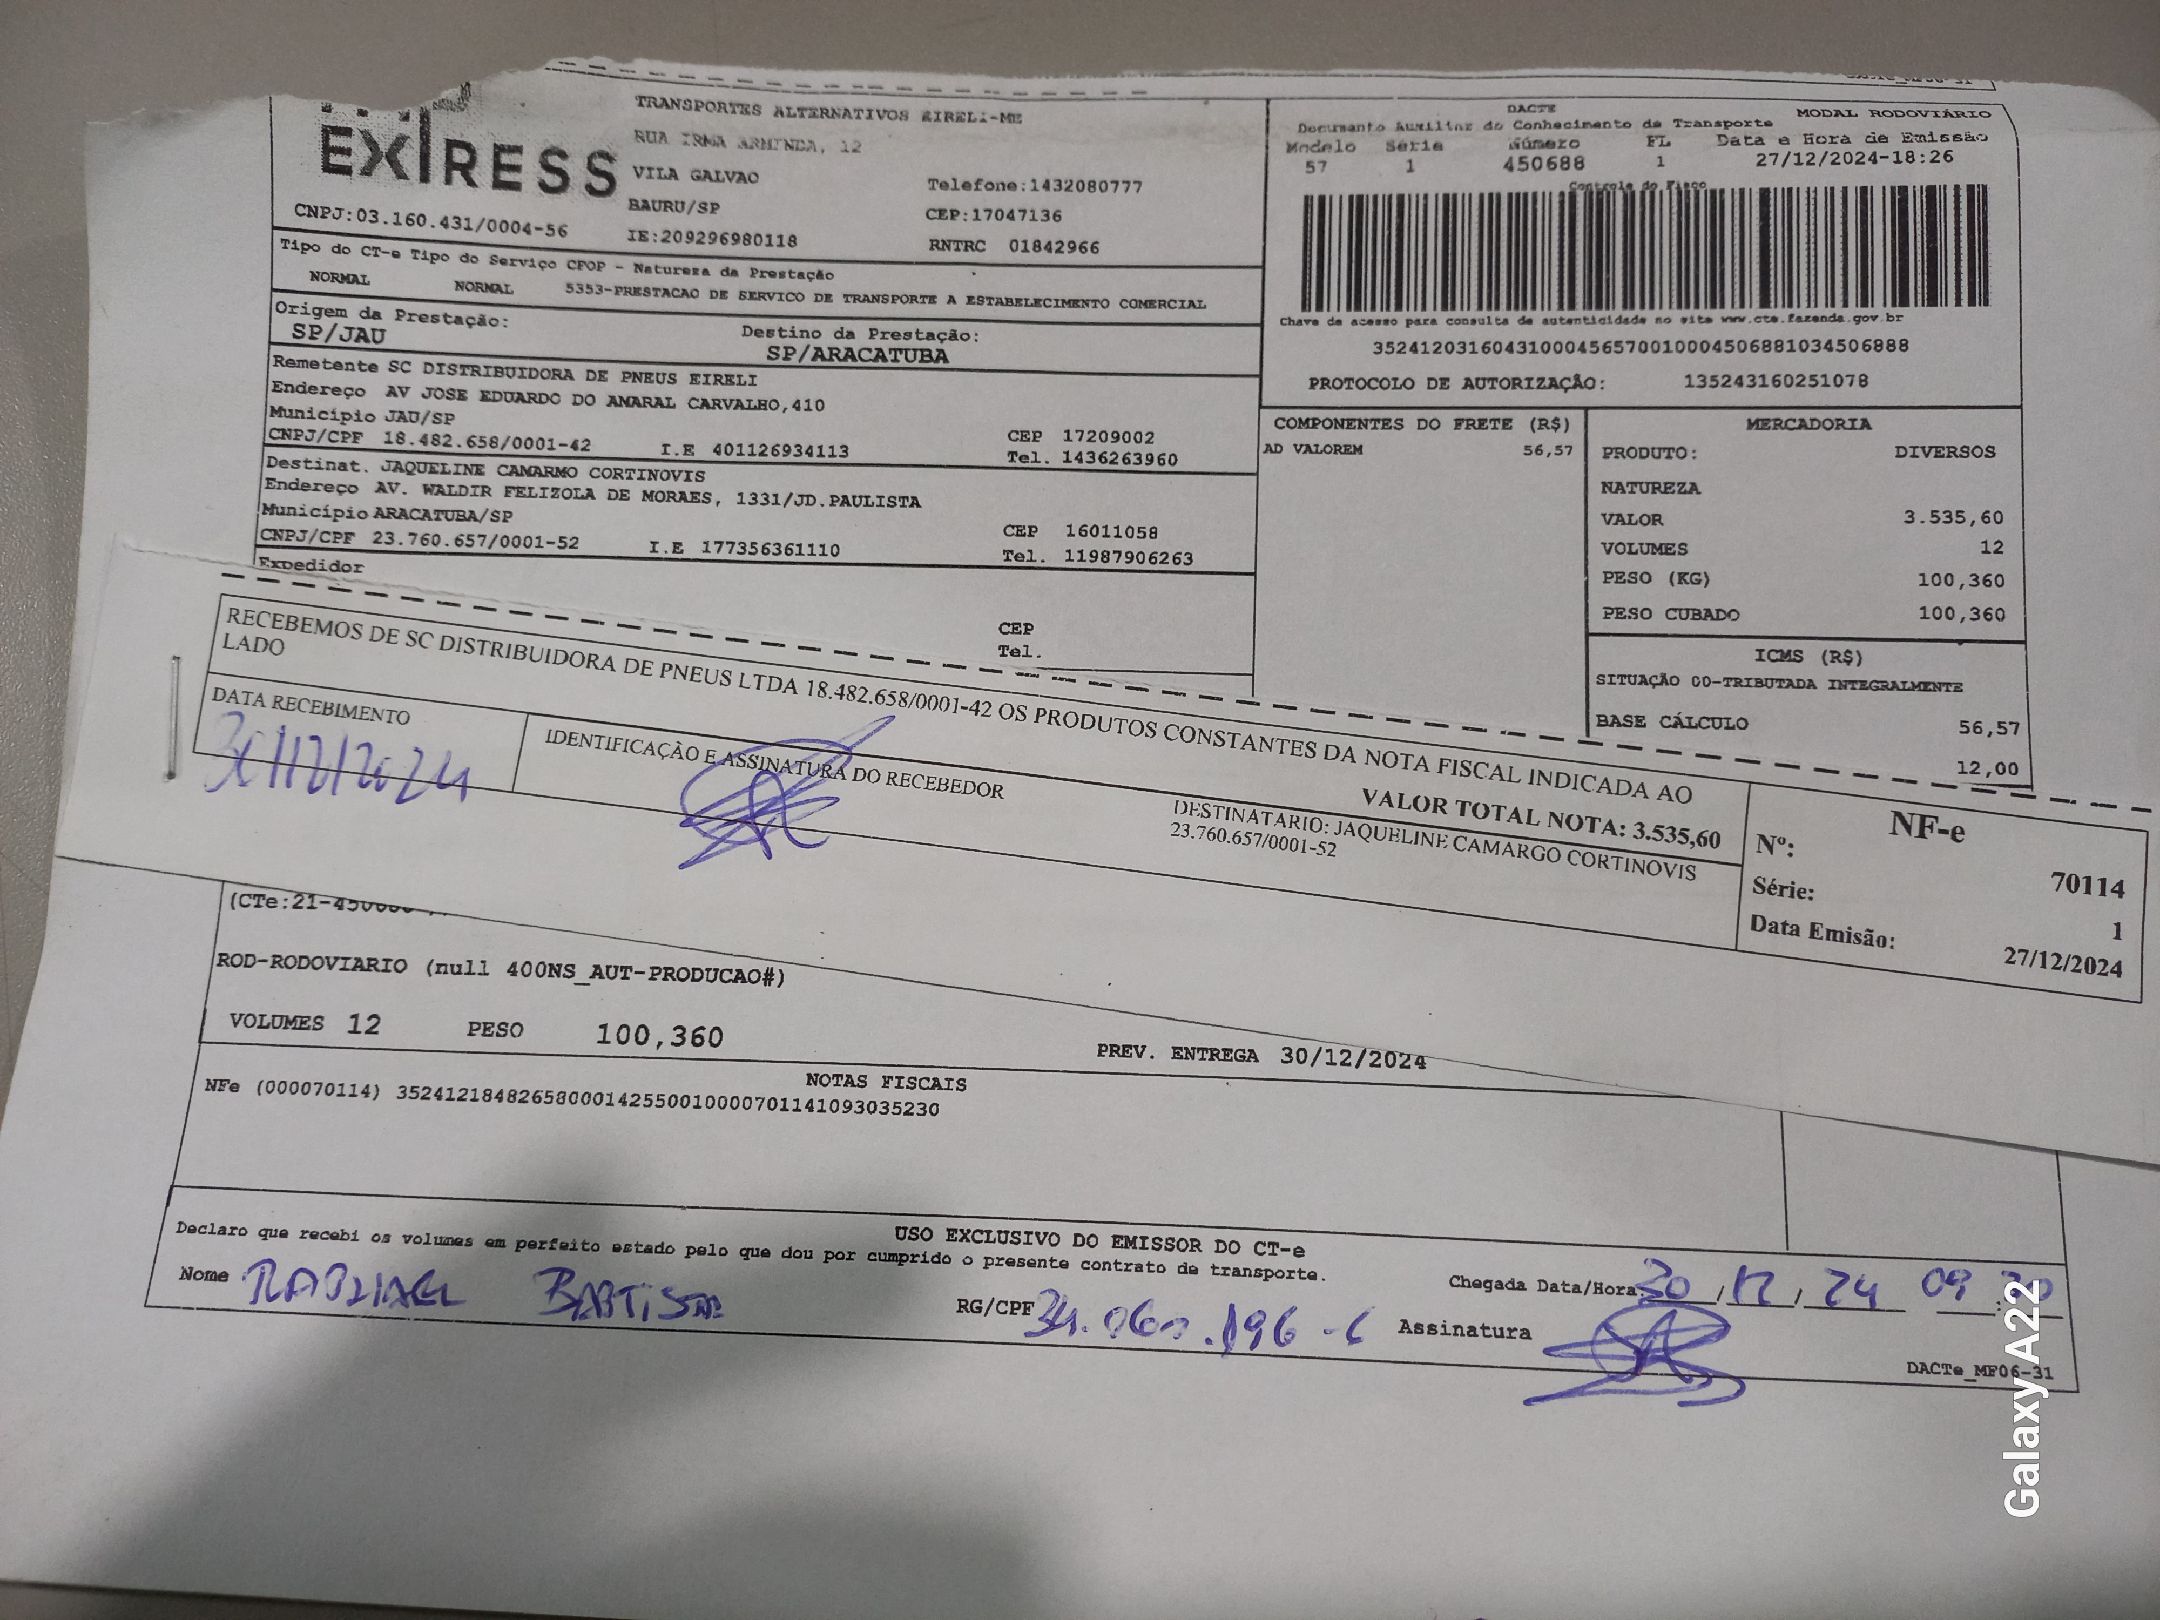 EXPRESS
TRANSPORTES ALTERNATIVOS EIRELI-ME
RUA IRMA ARMINDA, 12
VILA GALVAO
Telefone:1432080777
BAURU/SP
CEP:17047136
CNPJ:03.160.431/0004-56
IE:209296980118
RNTRC 01842966
Tipo do CT-e Tipo do Serviço CFOP - Natureza da Prestação
NORMAL NORMAL 5353-PRESTACAO DE SERVICO DE TRANSPORTE A ESTABELECIMENTO COMERCIAL
Origem da Prestação:
SP/JAU
Destino da Prestação:
SP/ARACATUBA
Remetente SC DISTRIBUIDORA DE PNEUS EIRELI
Endereço AV JOSE EDUARDO DO AMARAL CARVALHO,410
Município JAU/SP
CEP 17209002
CNPJ/CPF 18.482.658/0001-42 I.E 401126934113 Tel. 1436263960
Destinat. JAQUELINE CAMARMO CORTINOVIS
Endereço AV. WALDIR FELIZOLA DE MORAES, 1331/JD.PAULISTA
Município ARACATUBA/SP
CEP 16011058
CNPJ/CPF 23.760.657/0001-52 I.E 177356361110 Tel. 11987906263
Expedidor
CEP
Tel.
DACTE
MODAL RODOVIÁRIO
Documento Auxiliar do Conhecimento de Transporte
Data e Hora de Emissão
Modelo Série Número FL
57 1 450688 1 27/12/2024-18:26
Controle do Fisco
Chave de acesso para consulta de autenticidade no site www.cte.fazenda.gov.br
35241203160431000456570010004506881034506888
PROTOCOLO DE AUTORIZAÇÃO: 135243160251078
COMPONENTES DO FRETE (R$)
AD VALOREM 56,57
MERCADORIA
PRODUTO: DIVERSOS
NATUREZA
VALOR 3.535,60
VOLUMES 12
PESO (KG) 100,360
PESO CUBADO 100,360
ICMS (R$)
SITUAÇÃO 00-TRIBUTADA INTEGRALMENTE
BASE CÁLCULO 56,57
12,00
RECEBEMOS DE SC DISTRIBUIDORA DE PNEUS LTDA 18.482.658/0001-42 OS PRODUTOS CONSTANTES DA NOTA FISCAL INDICADA AO
LADO
VALOR TOTAL NOTA: 3.535,60
DATA RECEBIMENTO
30/12/2024
IDENTIFICAÇÃO E ASSINATURA DO RECEBEDOR
DESTINATARIO: JAQUELINE CAMARGO CORTINOVIS
23.760.657/0001-52
NF-e
Nº: 70114
Série: 1
Data Emissão: 27/12/2024
ROD-RODOVIARIO (null 400NS_AUT-PRODUCAO#)
VOLUMES 12 PESO 100,360
PREV. ENTREGA 30/12/2024
NOTAS FISCAIS
NFe (000070114) 35241218482658000142550010000701141093035230
USO EXCLUSIVO DO EMISSOR DO CT-e
Declaro que recebi os volumes em perfeito estado pelo que dou por cumprido o presente contrato de transporte.
Nome BATISTA
RG/CPF
Chegada Data/Hora: 30/12/24 09
Assinatura
DACTe_MF06-31
Galaxy A22